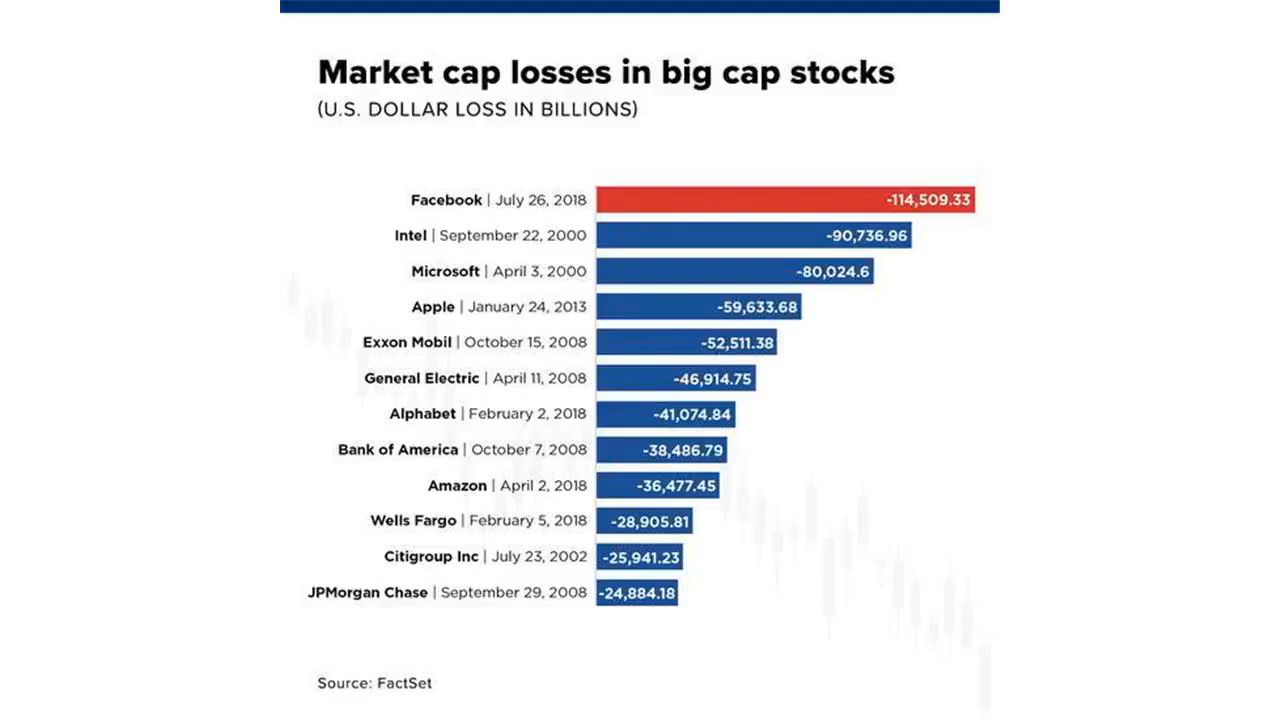 Market cap losses in big cap stocks
(U.S. DOLLAR LOSS IN BILLIONS)
Facebook | July 26, 2018 -114,509.33
Intel | September 22, 2000 -90,736.96
Microsoft | April 3, 2000 -80,024.6
Apple | January 24, 2013 -59,633.68
Exxon Mobil | October 15, 2008 -52,511.38
General Electric | April 11, 2008 -46,914.75
Alphabet | February 2, 2018 -41,074.84
Bank of America | October 7, 2008 -38,486.79
Amazon | April 2, 2018 -36,477.45
Wells Fargo | February 5, 2018 -28,905.81
Citigroup Inc | July 23, 2002 -25,941.23
JPMorgan Chase | September 29, 2008 -24,884.18
Source: FactSet